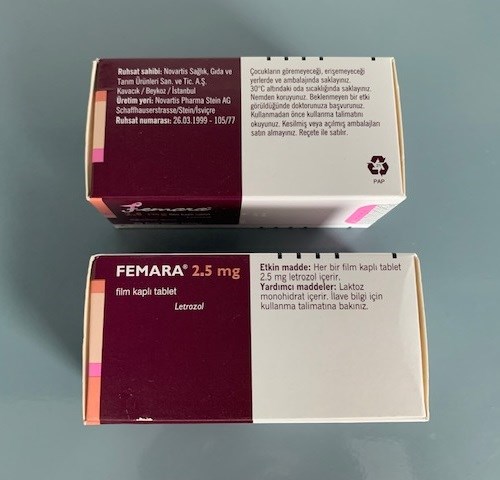 Ruhsat sahibi: Novartis Sağlık, Gıda ve
Tarım Ürünleri San. ve Tic. A.Ş.
Kavacık / Beykoz / İstanbul
Üretim yeri: Novartis Pharma Stein AG
Schaffhauserstrasse/Stein/İsviçre
Ruhsat numarası: 26.03.1999 - 105/77
Çocukların göremeyeceği, erişemeyeceği
yerlerde ve ambalajında saklayınız.
30°C altındaki oda sıcaklığında saklayınız.
Nemden koruyunuz. Beklenmeyen bir etki
görüldüğünde doktorunuza başvurunuz.
Kullanmadan önce kullanma talimatını
okuyunuz. Kesilmiş veya açılmış ambalajları
satın almayınız. Reçete ile satılır.
PAP
Femara
FEMARA® 2.5 mg
film kaplı tablet
Letrozol
Etkin madde: Her bir film kaplı tablet
2.5 mg letrozol içerir.
Yardımcı maddeler: Laktoz
monohidrat içerir. İlave bilgi için
kullanma talimatına bakınız.